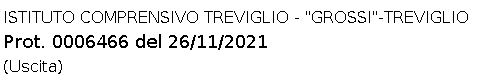 ISTITUTO COMPRENSIVO TREVIGLIO - "GROSSI"-TREVIGLIO
Prot. 0006466 del 26/11/2021
(Uscita)